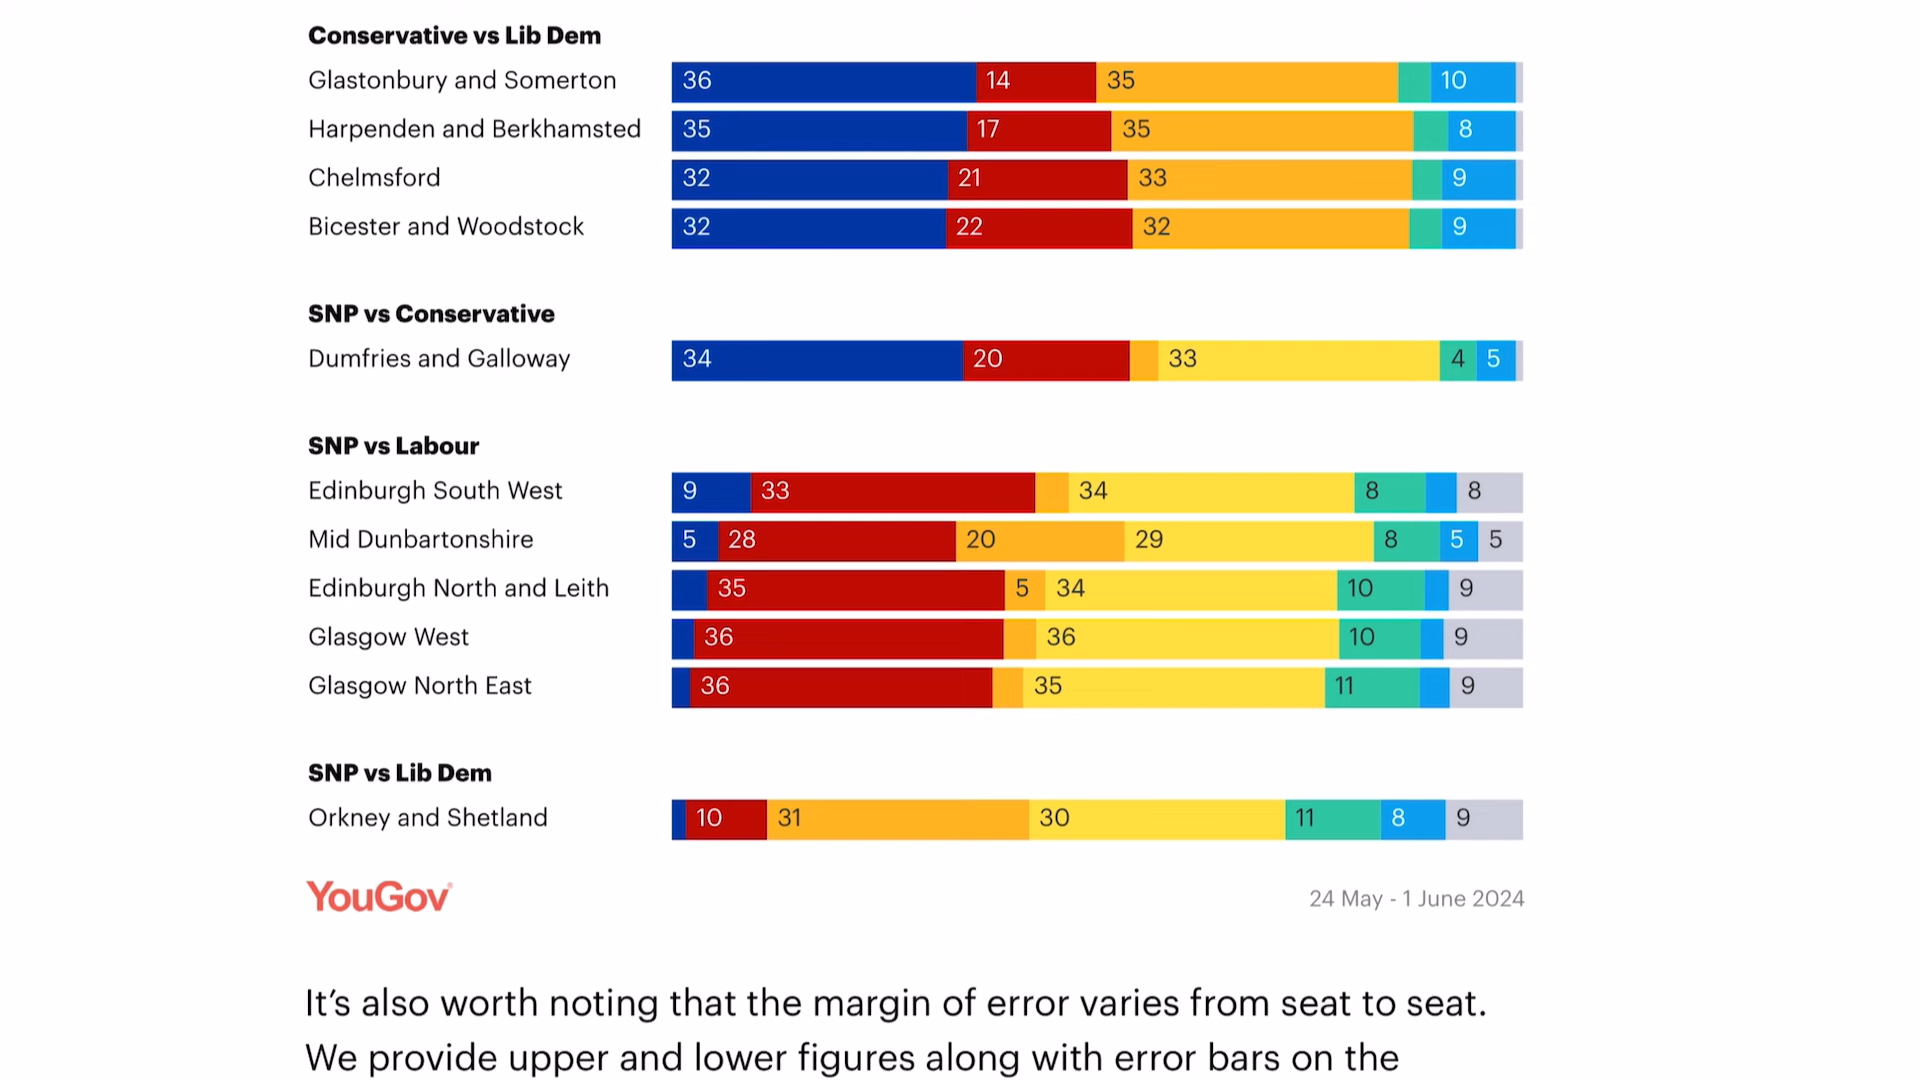 Conservative vs Lib Dem
Glastonbury and Somerton 36 14 35 10
Harpenden and Berkhamsted 35 17 35 8
Chelmsford 32 21 33 9
Bicester and Woodstock 32 22 32 9
SNP vs Conservative
Dumfries and Galloway 34 20 33 4 5
SNP vs Labour
Edinburgh South West 9 33 34 8 8
Mid Dunbartonshire 5 28 20 29 8 5 5
Edinburgh North and Leith 35 5 34 10 9
Glasgow West 36 36 10 9
Glasgow North East 36 35 11 9
SNP vs Lib Dem
Orkney and Shetland 10 31 30 11 8 9
YouGov 24 May - 1 June 2024
It’s also worth noting that the margin of error varies from seat to seat.
We provide upper and lower figures along with error bars on the